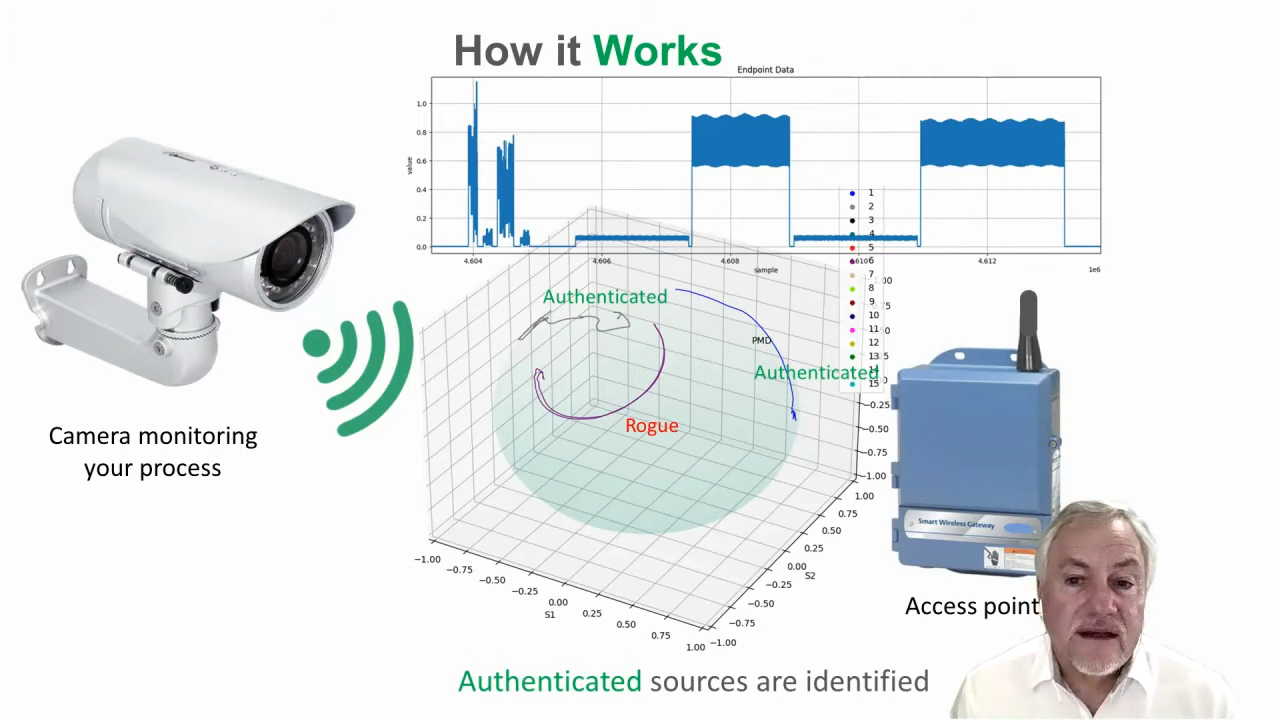 How it Works
Endpoint Data
value
1.0
0.8
0.6
0.4
0.2
0.0
4.604
4.606
4.608
4.612
1e6
sample
1
2
3
4
5
6
7
8
9
10
11
12
13
15
Authenticated
PMD
Authenticated
Rogue
Camera monitoring
your process
−0.25
−0.50
−0.75
−1.00
1.00
0.75
0.50
0.25
0.00
−0.25
−0.50
−0.75
−1.00
S2
−1.00
−0.75
−0.50
−0.25
0.00
0.25
0.50
0.75
1.00
S1
Smart Wireless Gateway
Access point
Authenticated sources are identified